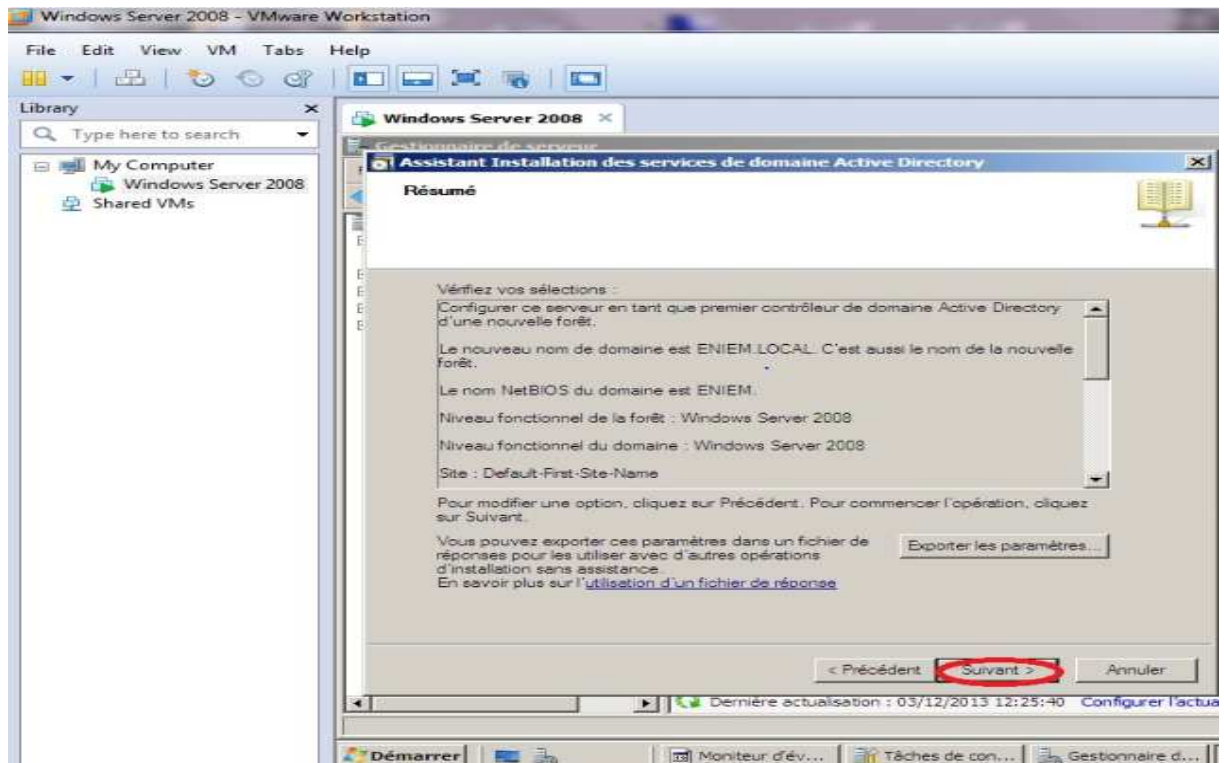 Windows Server 2008 - VMware Workstation
File Edit View VM Tabs Help
Library ×
Type here to search
My Computer
Windows Server 2008
Shared VMs
Windows Server 2008 ×
Gestionnaire de serveur
Assistant Installation des services de domaine Active Directory
Résumé
Vérifiez vos sélections :
Configurer ce serveur en tant que premier contrôleur de domaine Active Directory
d'une nouvelle forêt.
Le nouveau nom de domaine est ENIEM.LOCAL. C'est aussi le nom de la nouvelle
forêt.
Le nom NetBIOS du domaine est ENIEM.
Niveau fonctionnel de la forêt : Windows Server 2008
Niveau fonctionnel du domaine : Windows Server 2008
Site : Default-First-Site-Name
Pour modifier une option, cliquez sur Précédent. Pour commencer l'opération, cliquez
sur Suivant.
Vous pouvez exporter ces paramètres dans un fichier de
réponses pour les utiliser avec d'autres opérations
d'installation sans assistance.
Exporter les paramètres...
En savoir plus sur l'utilisation d'un fichier de réponse
< Précédent Suivant > Annuler
Dernière actualisation : 03/12/2013 12:25:40 Configurer l'actua
Démarrer Moniteur d'év... Tâches de con... Gestionnaire d...